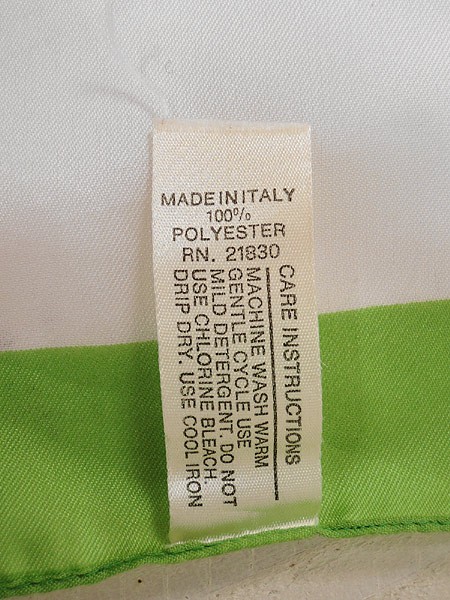 MADE IN ITALY
100%
POLYESTER
RN. 21830
CARE INSTRUCTIONS
MACHINE WASH WARM
GENTLE CYCLE USE
MILD DETERGENT. DO NOT
USE CHLORINE BLEACH.
DRIP DRY. USE COOL IRON